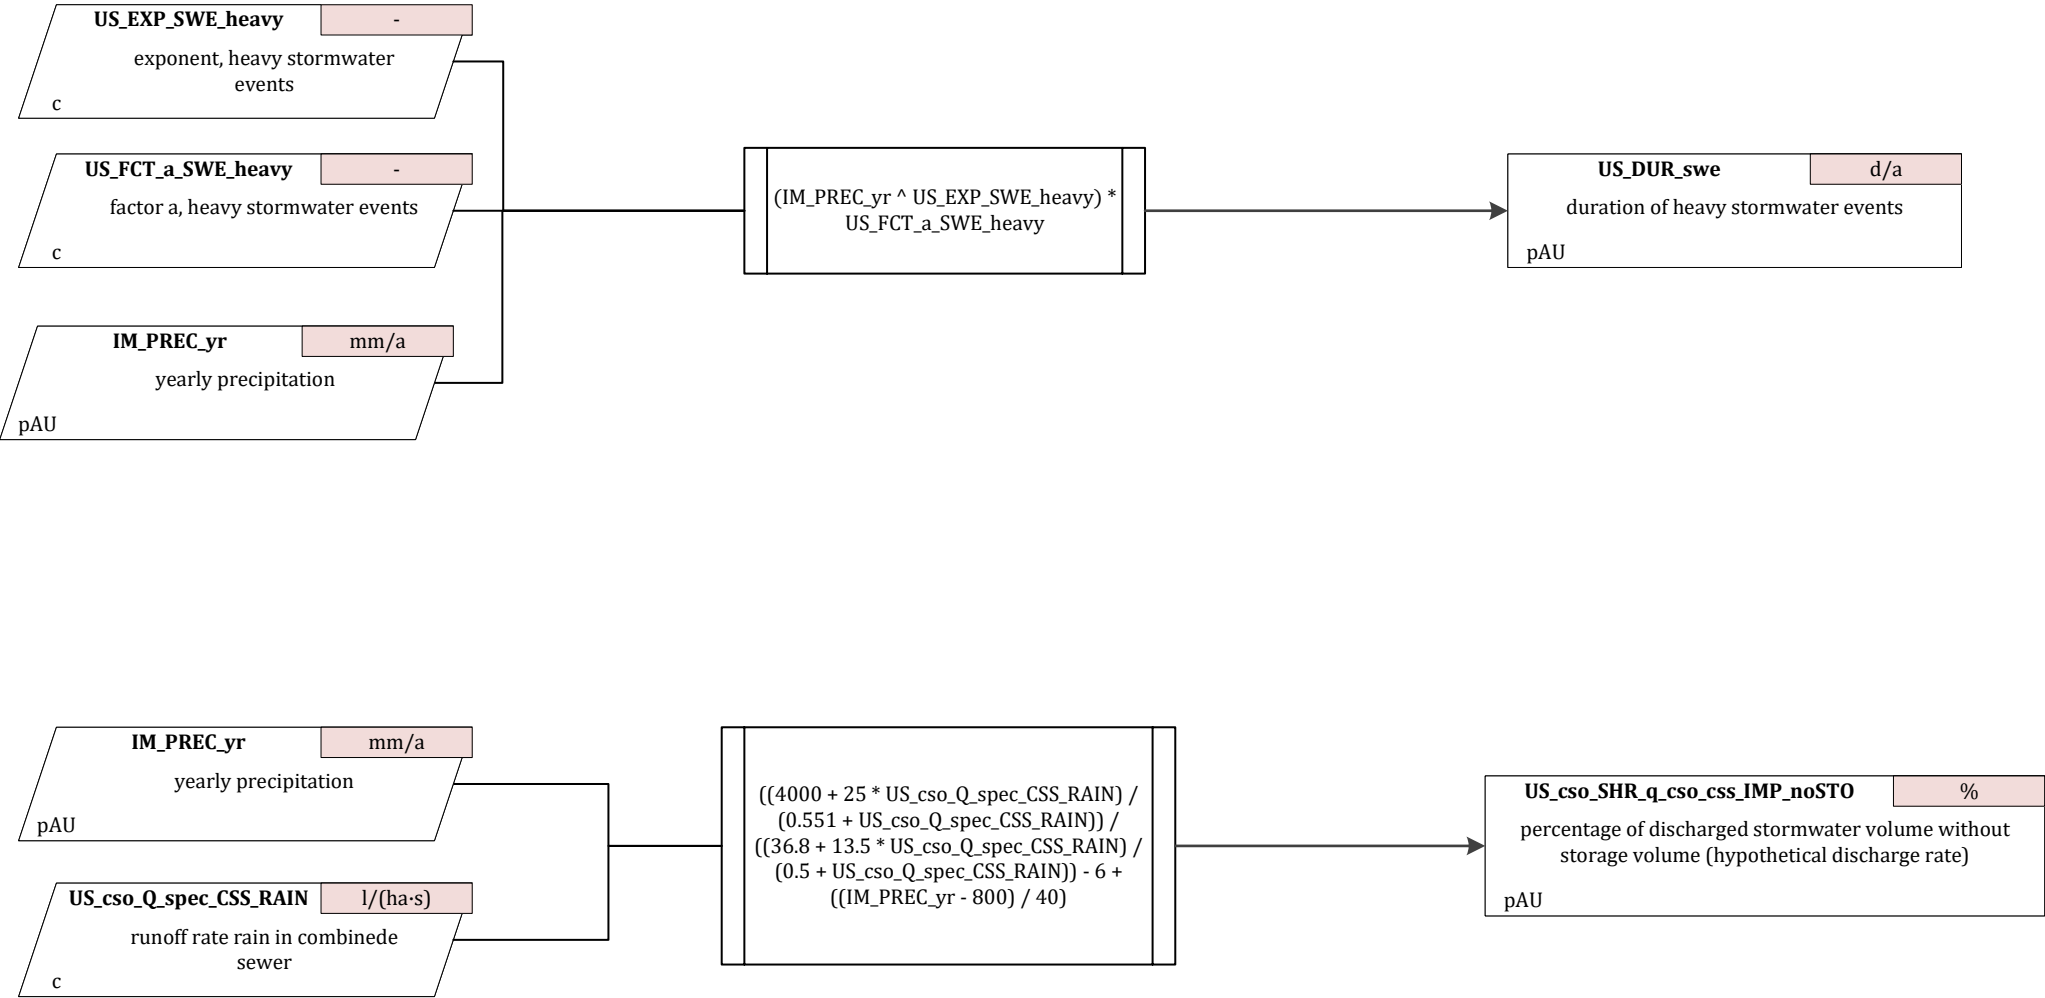 US_EXP_SWE_heavy -
exponent, heavy stormwater
events
c
US_FCT_a_SWE_heavy -
factor a, heavy stormwater events
c
IM_PREC_yr mm/a
yearly precipitation
pAU
(IM_PREC_yr ^ US_EXP_SWE_heavy) *
US_FCT_a_SWE_heavy
US_DUR_swe d/a
duration of heavy stormwater events
pAU
IM_PREC_yr mm/a
yearly precipitation
pAU
US_cso_Q_spec_CSS_RAIN l/(ha·s)
runoff rate rain in combinede
sewer
c
((4000 + 25 * US_cso_Q_spec_CSS_RAIN) /
(0.551 + US_cso_Q_spec_CSS_RAIN)) /
((36.8 + 13.5 * US_cso_Q_spec_CSS_RAIN) /
(0.5 + US_cso_Q_spec_CSS_RAIN)) - 6 +
((IM_PREC_yr - 800) / 40)
US_cso_SHR_q_cso_css_IMP_noSTO %
percentage of discharged stormwater volume without
storage volume (hypothetical discharge rate)
pAU